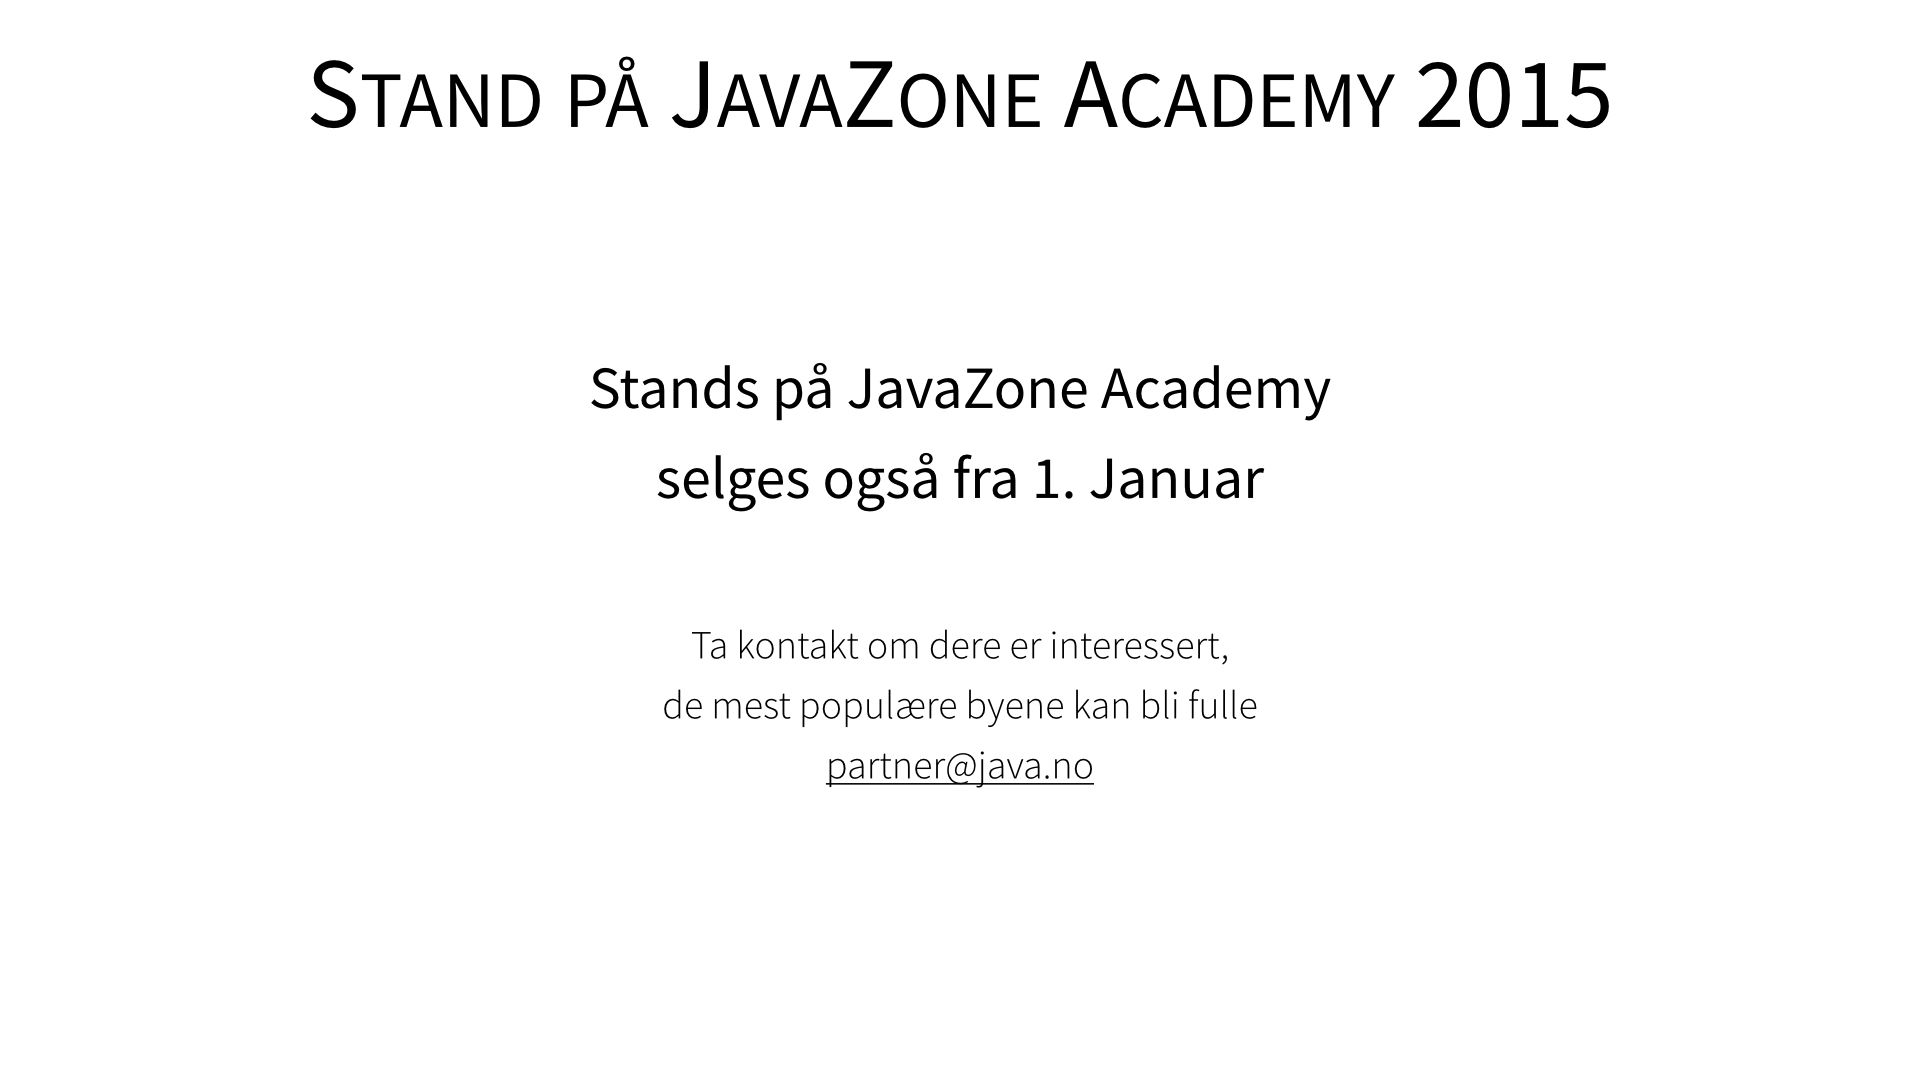 Stand på JavaZone Academy 2015
Stands på JavaZone Academy
selges også fra 1. Januar
Ta kontakt om dere er interessert,
de mest populære byene kan bli fulle
partner@java.no